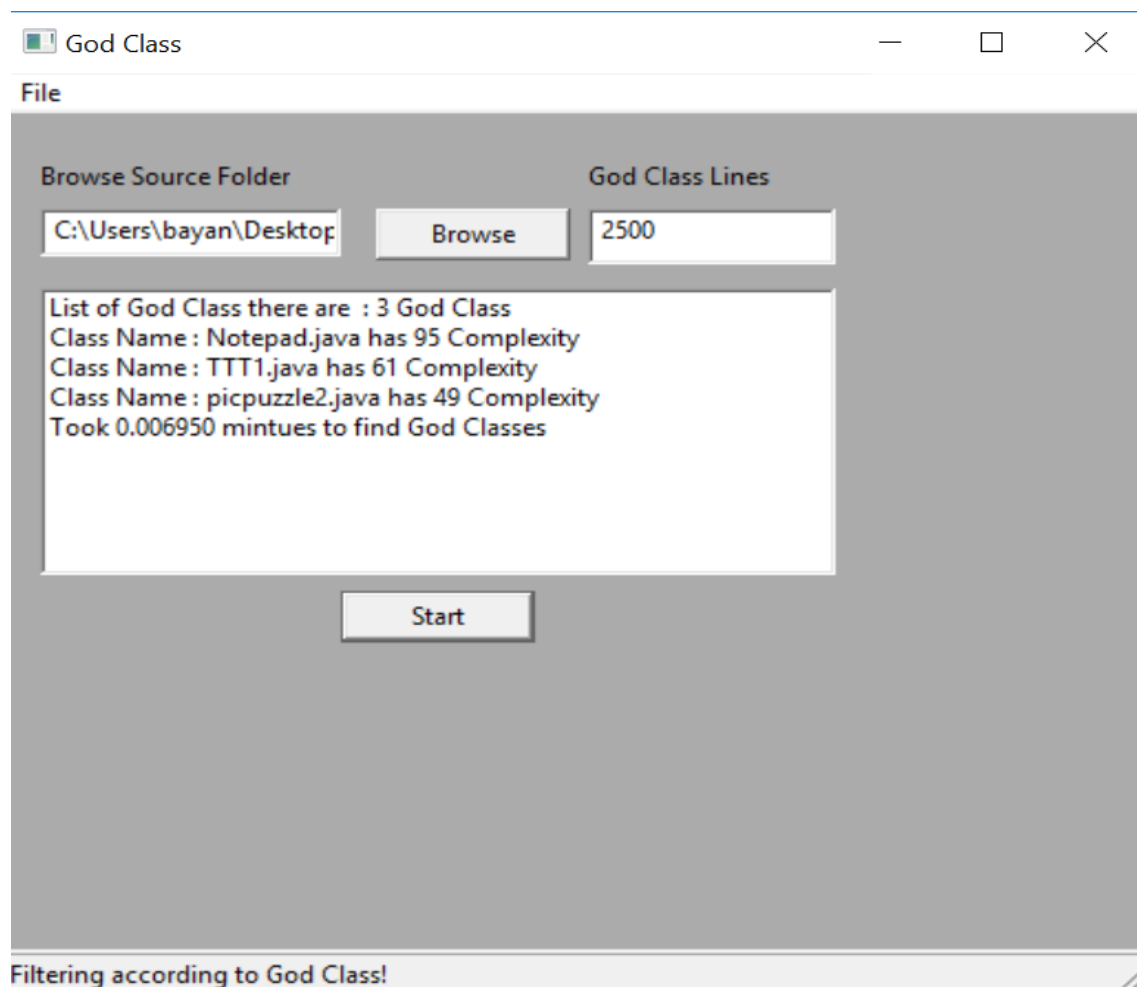 God Class
File
Browse Source Folder
God Class Lines
C:\Users\bayan\Desktop
Browse
2500
List of God Class there are : 3 God Class
Class Name : Notepad.java has 95 Complexity
Class Name : TTT1.java has 61 Complexity
Class Name : picpuzzle2.java has 49 Complexity
Took 0.006950 mintues to find God Classes
Start
Filtering according to God Class!